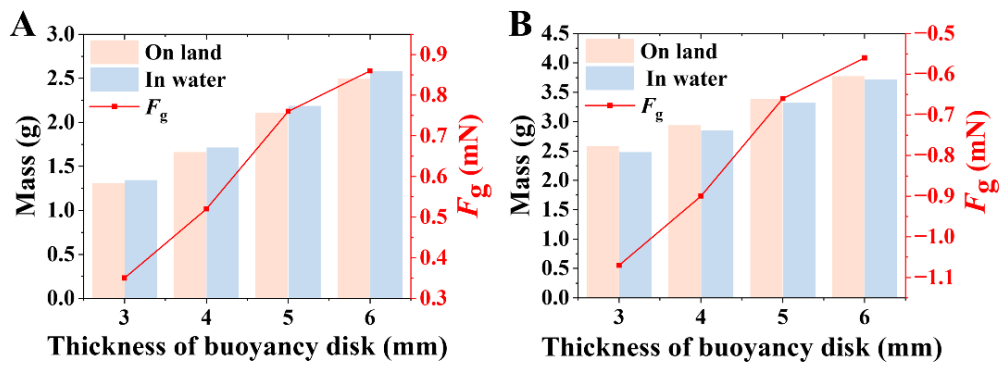 A
On land
In water
Fg
Mass (g)
3.0
2.5
2.0
1.5
1.0
0.5
0.0
0.9
0.8
0.7
0.6
0.5
0.4
0.3
Fg (mN)
3 4 5 6
Thickness of buoyancy disk (mm)
B
On land
In water
Fg
Mass (g)
4.5
4.0
3.5
3.0
2.5
2.0
1.5
1.0
0.5
0.0
−0.5
−0.6
−0.7
−0.8
−0.9
−1.0
−1.1
Fg (mN)
3 4 5 6
Thickness of buoyancy disk (mm)